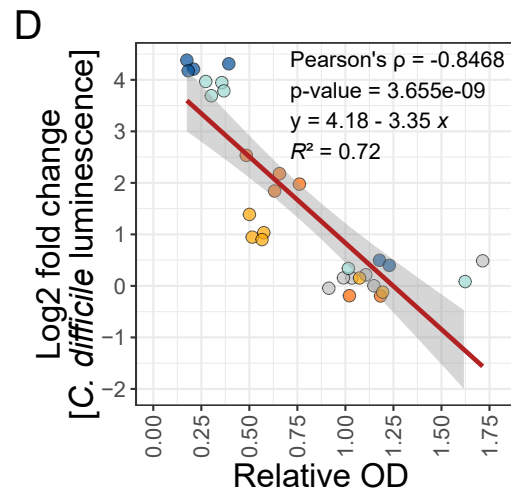 D
Pearson's ρ = -0.8468
p-value = 3.655e-09
y = 4.18 - 3.35 x
R² = 0.72
Log2 fold change
[C. difficile luminescence]
4
3
2
1
0
−1
−2
0.00
0.25
0.50
0.75
1.00
1.25
1.50
1.75
Relative OD